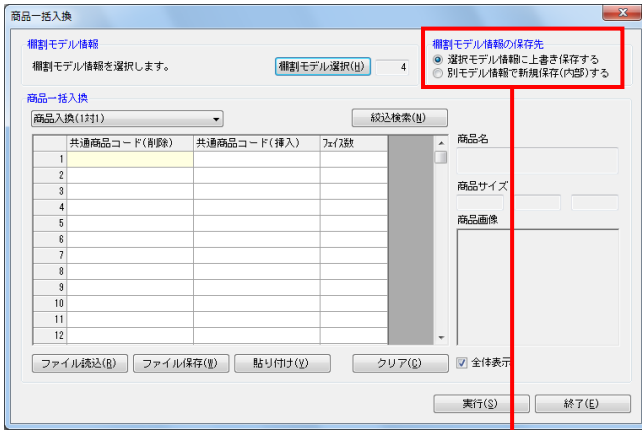 商品一括入換
棚割モデル情報
棚割モデル情報を選択します。
棚割モデル選択(H)
4
棚割モデル情報の保存先
選択モデル情報に上書き保存する
別モデル情報で新規保存(内部)する
商品一括入換
商品入換(1対1)
絞込検索(N)
共通商品コード(削除) 共通商品コード(挿入) フェイス数
1
2
3
4
5
6
7
8
9
10
11
12
商品名
商品サイズ
商品画像
ファイル読込(R) ファイル保存(W) 貼り付け(V) クリア(C)
全体表示
実行(S) 終了(E)